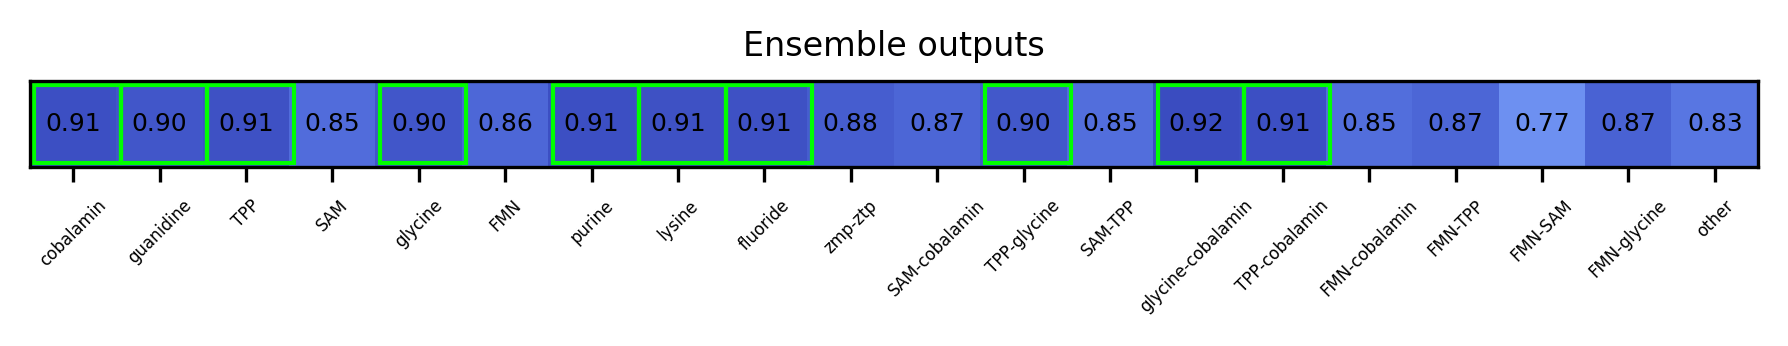 Ensemble outputs
0.91 0.90 0.91 0.85 0.90 0.86 0.91 0.91 0.91 0.88 0.87 0.90 0.85 0.92 0.91 0.85 0.87 0.77 0.87 0.83
cobalamin guanidine TPP SAM glycine FMN purine lysine fluoride zmp-ztp SAM-cobalamin TPP-glycine SAM-TPP glycine-cobalamin TPP-cobalamin FMN-cobalamin FMN-TPP FMN-SAM FMN-glycine other